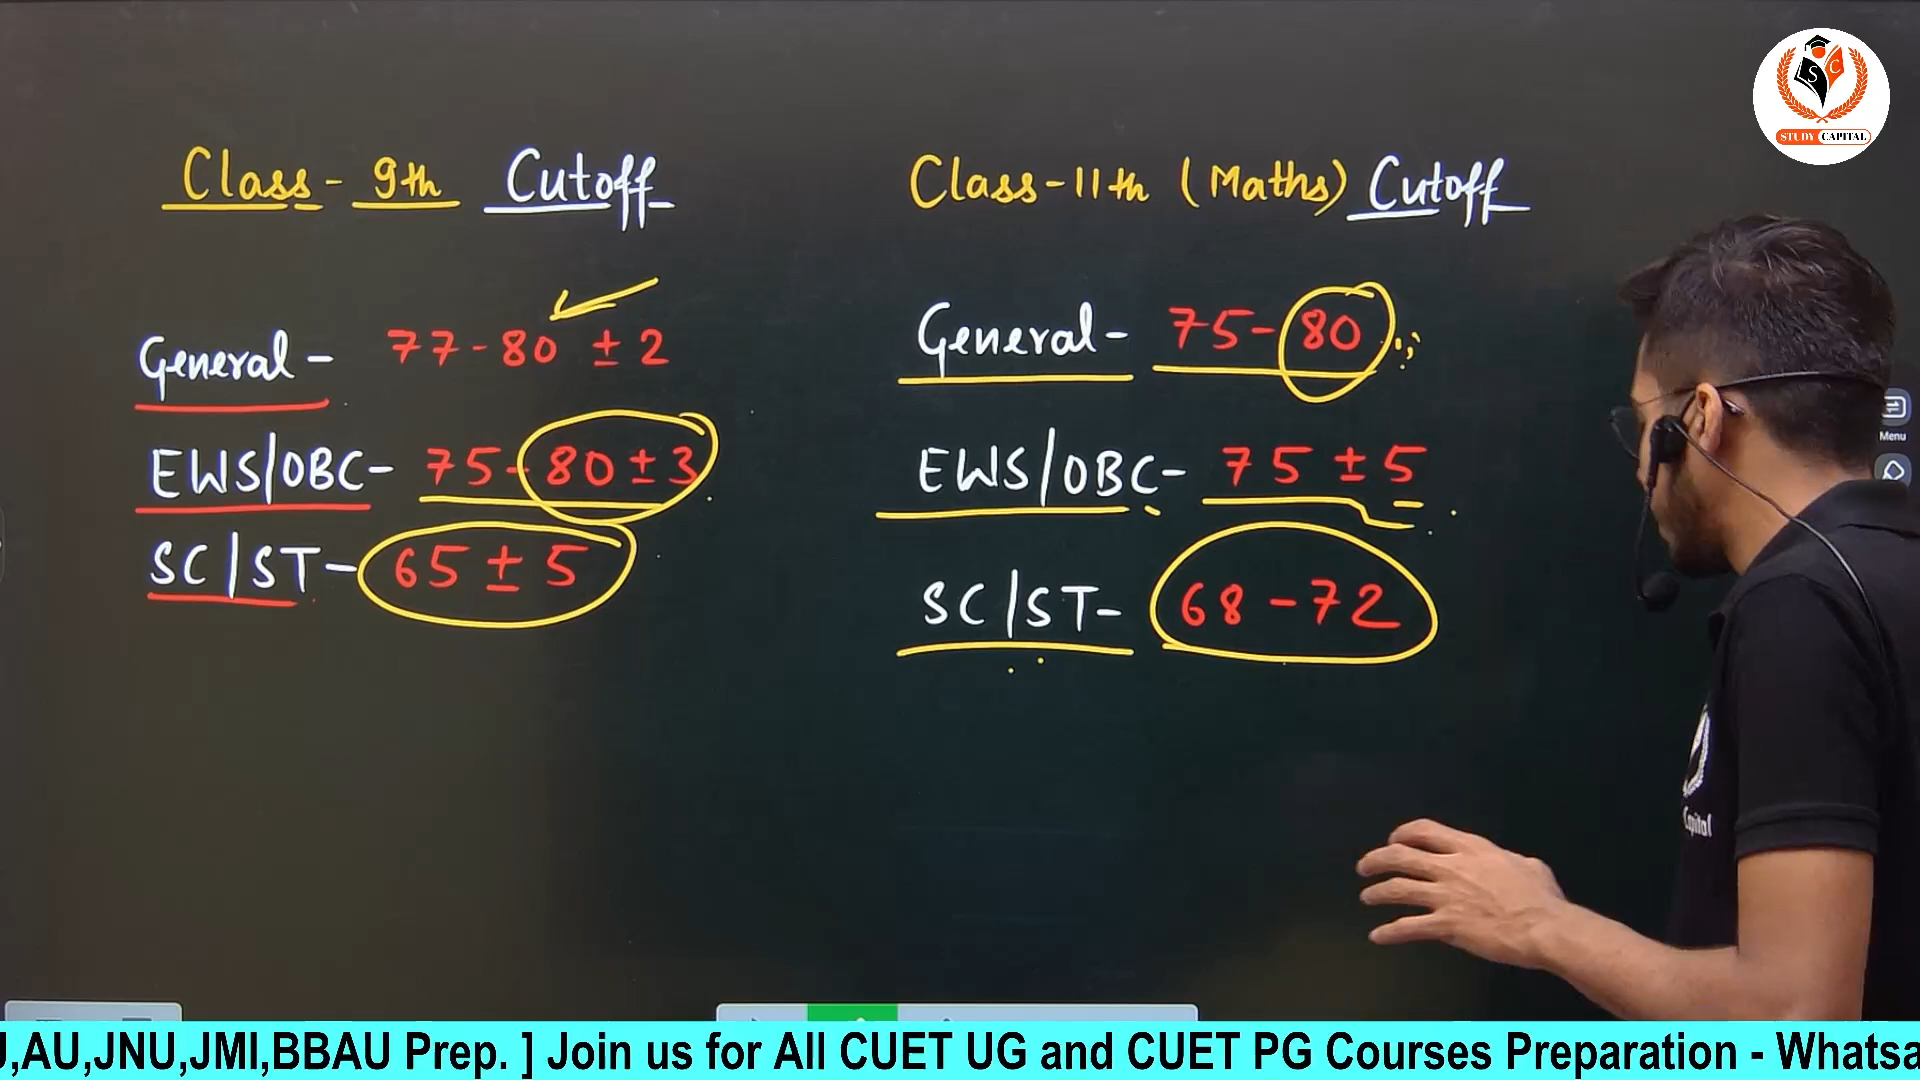 Class - 9th Cutoff
General - 77 - 80 ± 2
EWS/OBC - 75 - 80 ± 3
SC/ST - 65 ± 5
Class - 11th (Maths) Cutoff
General - 75 - 80
EWS/OBC - 75 ± 5
SC/ST - 68 - 72
S C
STUDY CAPITAL
Menu
Capital
,AU,JNU,JMI,BBAU Prep. ] Join us for All CUET UG and CUET PG Courses Preparation - Whatsa